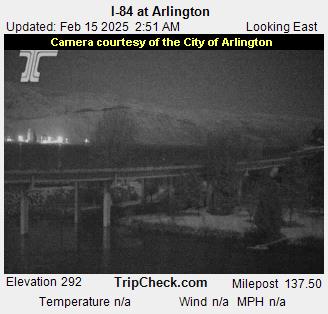 I-84 at Arlington
Updated: Feb 15 2025 2:51 AM Looking East
Camera courtesy of the City of Arlington
Elevation 292 TripCheck.com Milepost 137.50
Temperature n/a Wind n/a MPH n/a